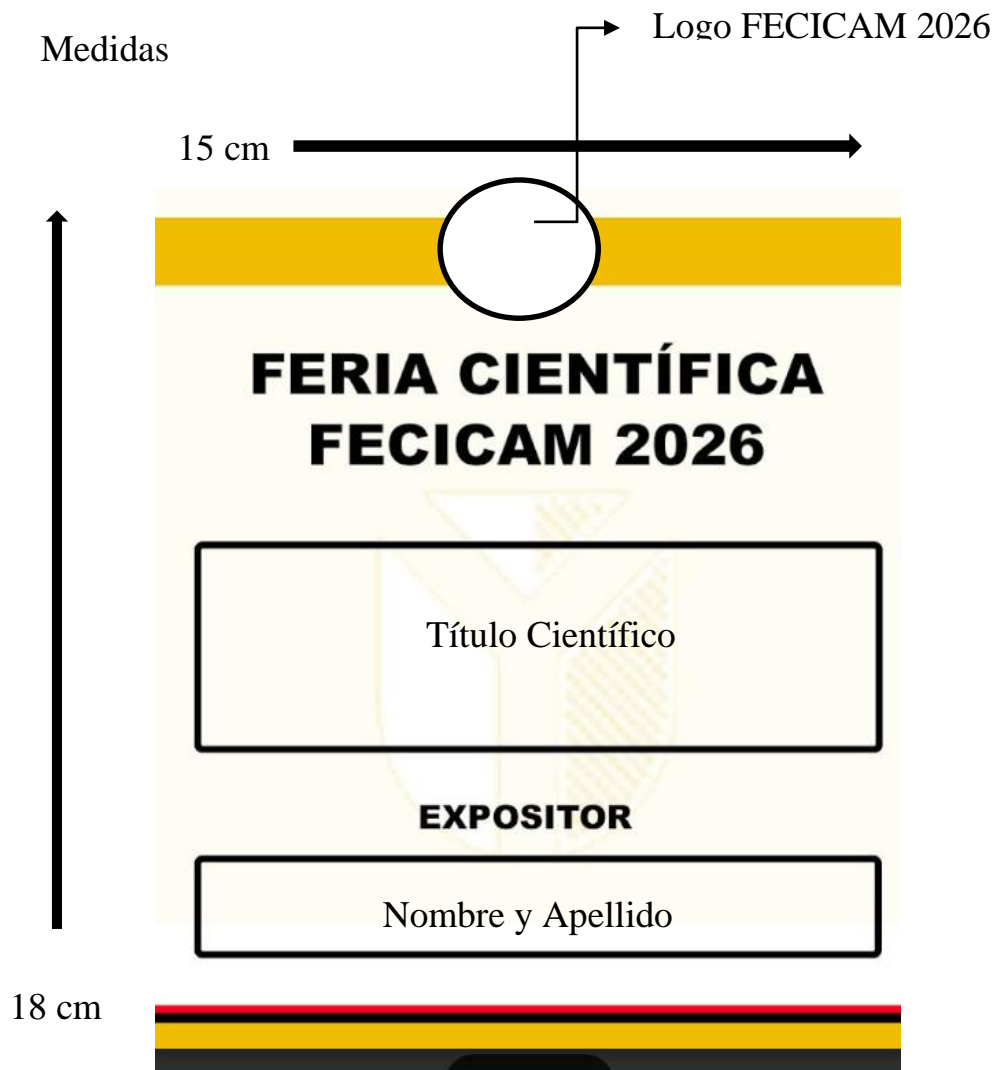 Logo FECICAM 2026
Medidas
15 cm
FERIA CIENTÍFICA
FECICAM 2026
Título Científico
EXPOSITOR
Nombre y Apellido
18 cm